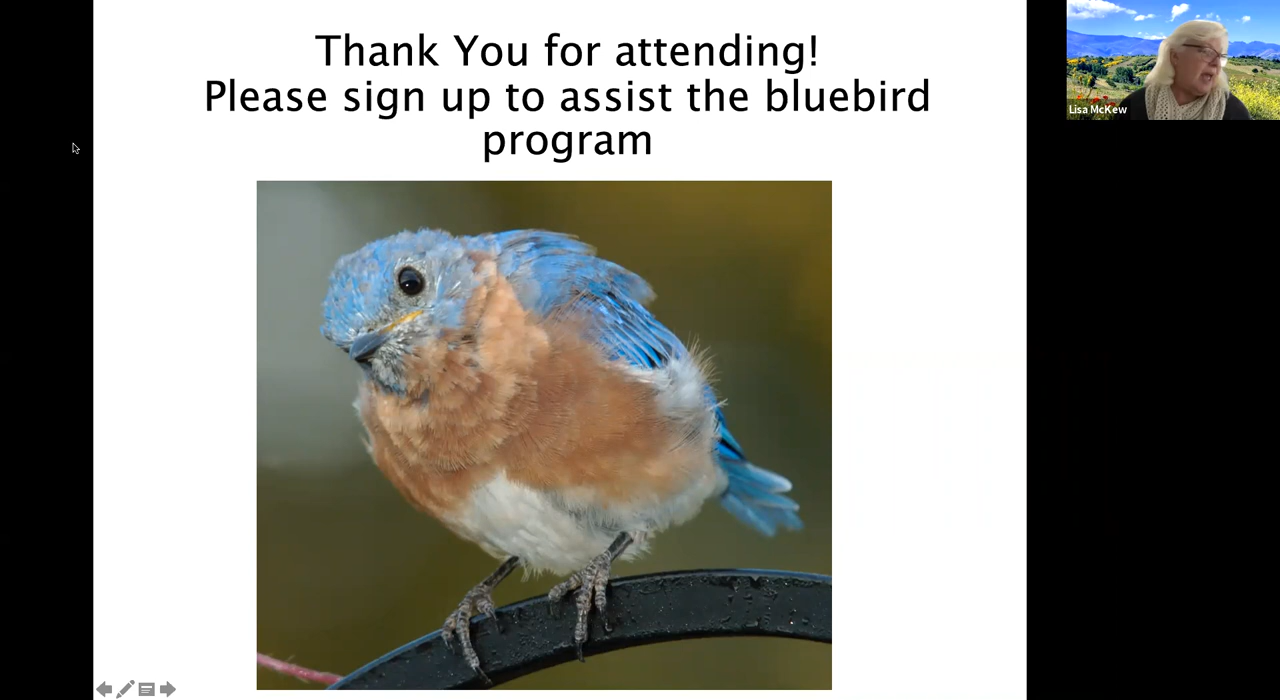 Thank You for attending!
Please sign up to assist the bluebird
program
Lisa McKew